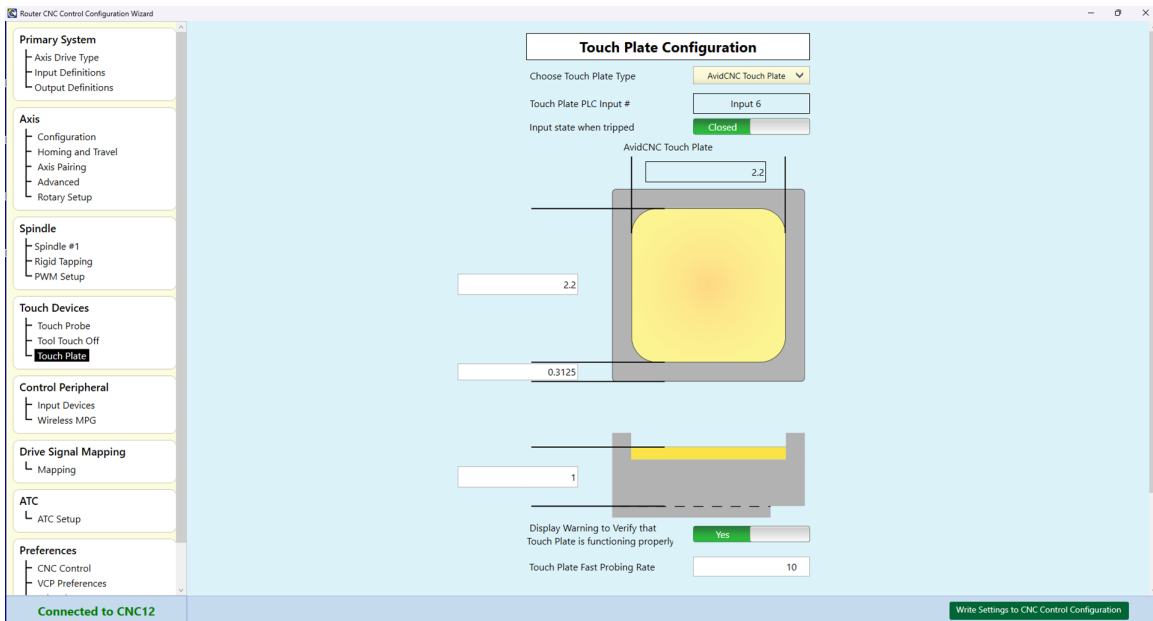 Router CNC Control Configuration Wizard
Primary System
Axis Drive Type
Input Definitions
Output Definitions
Axis
Configuration
Homing and Travel
Axis Pairing
Advanced
Rotary Setup
Spindle
Spindle #1
Rigid Tapping
PWM Setup
Touch Devices
Touch Probe
Tool Touch Off
Touch Plate
Control Peripheral
Input Devices
Wireless MPG
Drive Signal Mapping
Mapping
ATC
ATC Setup
Preferences
CNC Control
VCP Preferences
Connected to CNC12
Touch Plate Configuration
Choose Touch Plate Type AvidCNC Touch Plate
Touch Plate PLC Input # Input 6
Input state when tripped Closed
AvidCNC Touch Plate
2.2
2.2
0.3125
1
Display Warning to Verify that
Touch Plate is functioning properly Yes
Touch Plate Fast Probing Rate 10
Write Settings to CNC Control Configuration